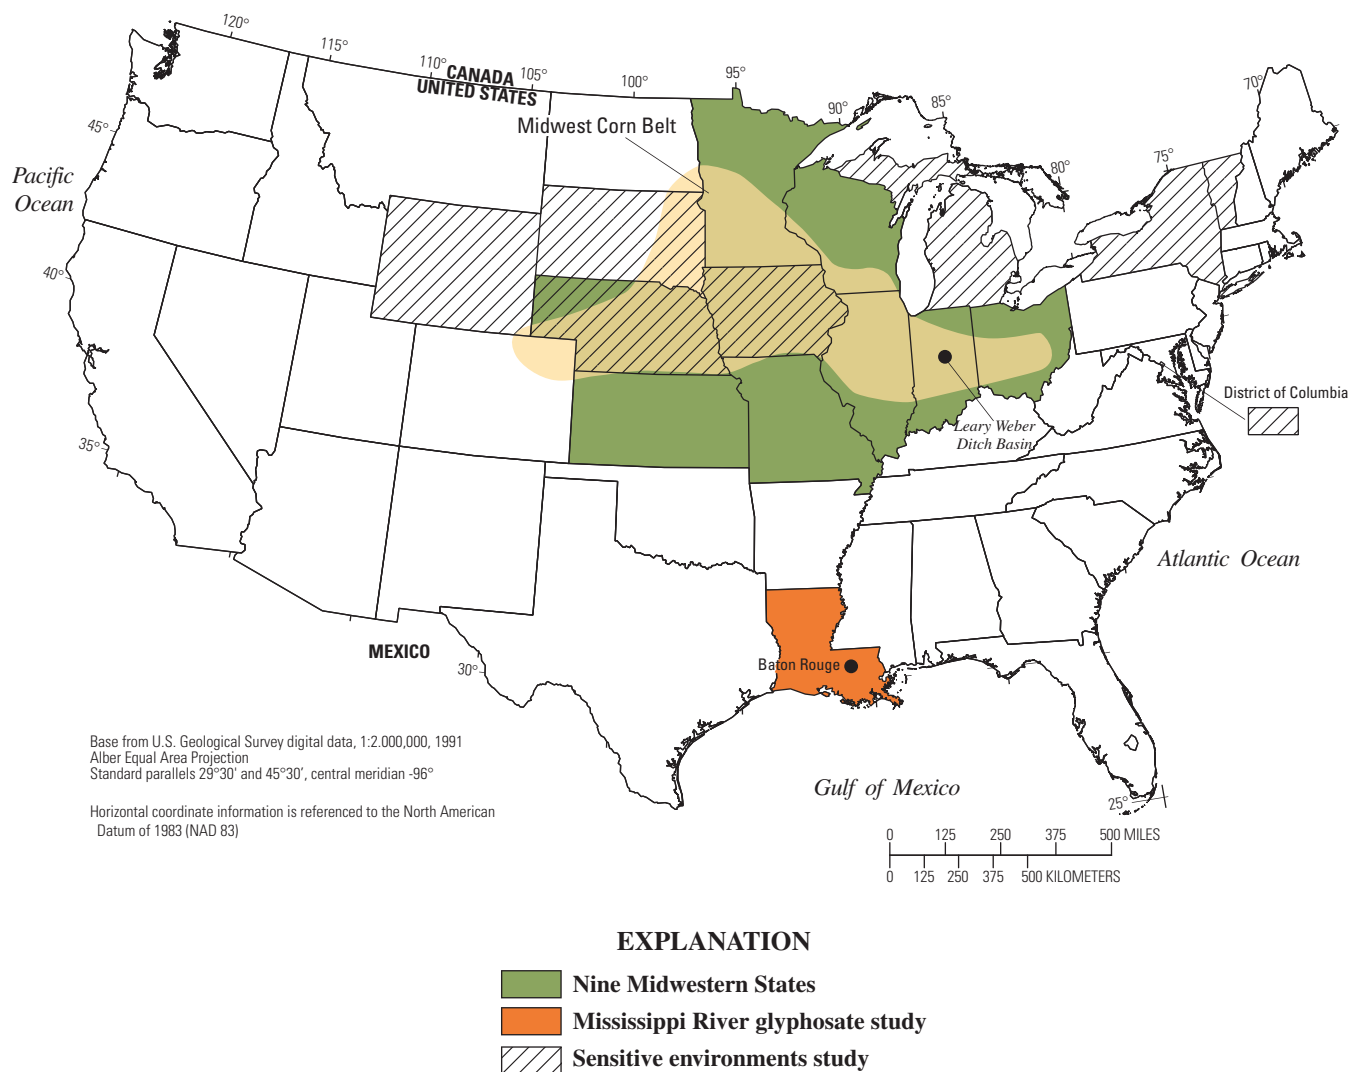 120°
115°
110°
CANADA
UNITED STATES
105°
100°
95°
90°
85°
80°
75°
70°
45°
Midwest Corn Belt
Pacific
Ocean
40°
District of Columbia
Leary Weber
Ditch Basin
35°
Atlantic Ocean
MEXICO
30°
Baton Rouge
Base from U.S. Geological Survey digital data, 1:2.000,000, 1991
Alber Equal Area Projection
Standard parallels 29°30' and 45°30', central meridian -96°
Horizontal coordinate information is referenced to the North American
Datum of 1983 (NAD 83)
Gulf of Mexico
25°
0 125 250 375 500 MILES
0 125 250 375 500 KILOMETERS
EXPLANATION
Nine Midwestern States
Mississippi River glyphosate study
Sensitive environments study